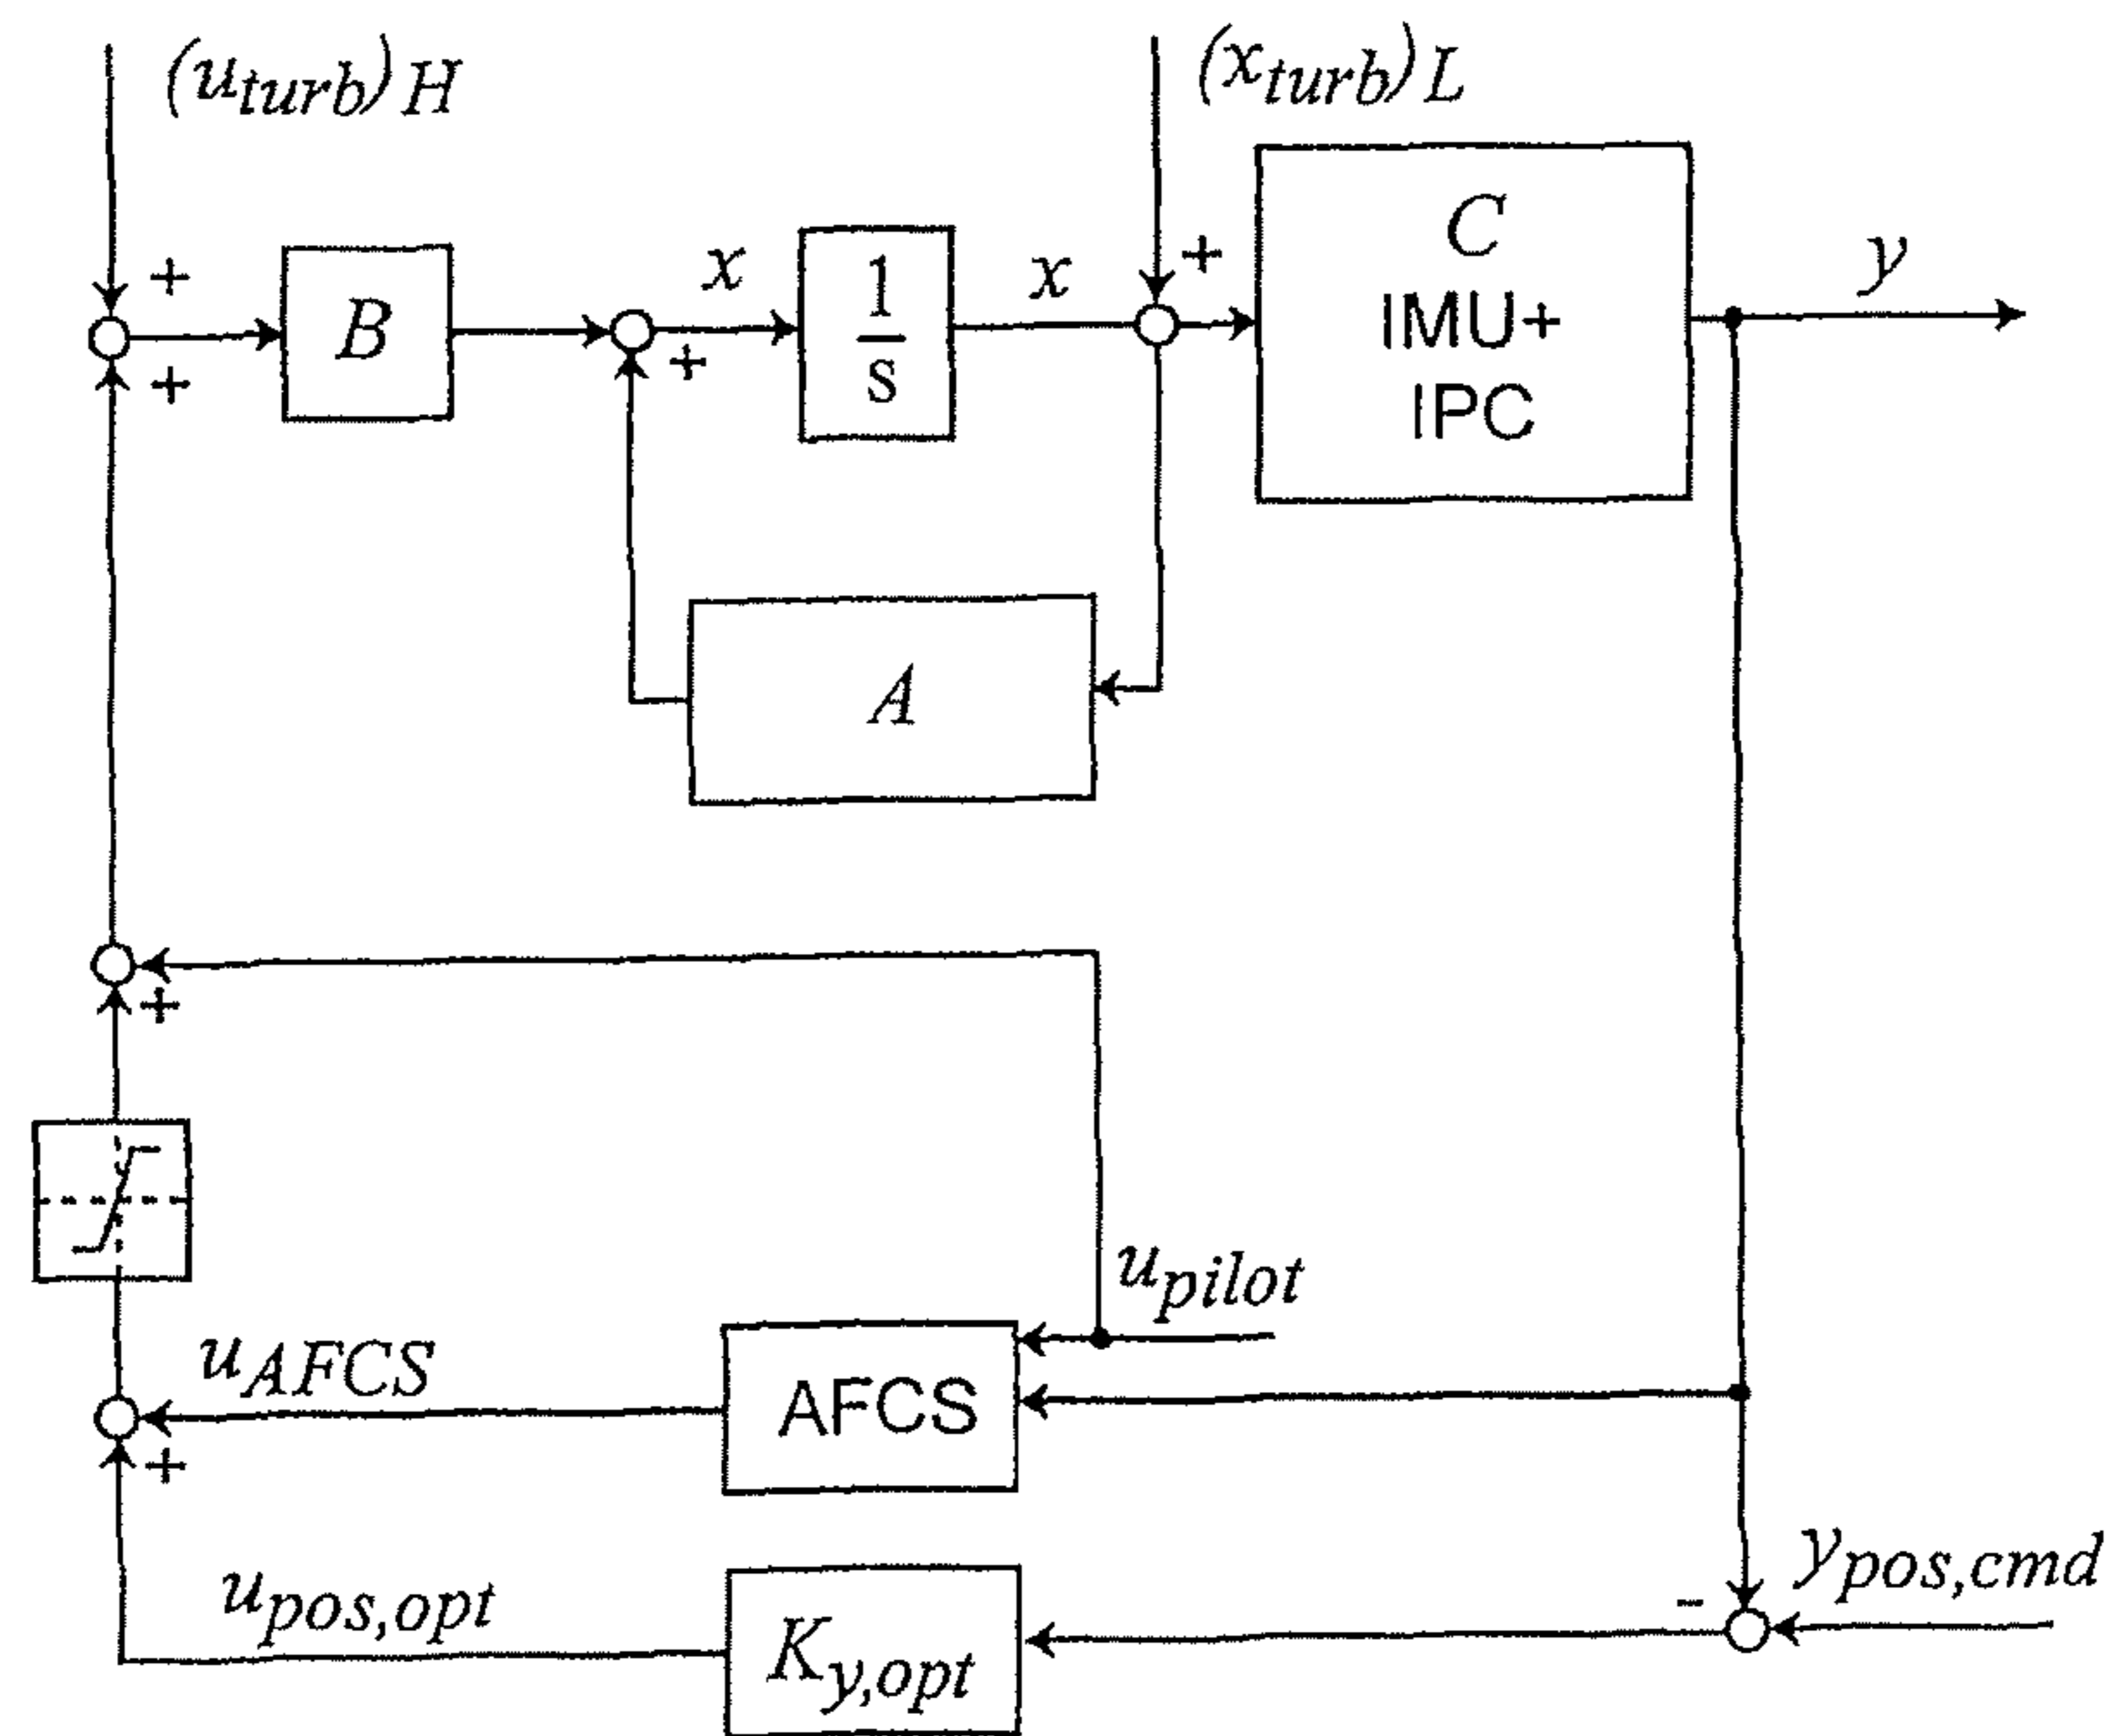 (u_turb)_H
(x_turb)_L
+
+
B
x
+
1
s
x
+
C
IMU+
IPC
y
A
+
u_pilot
u_AFCS
AFCS
+
u_pos,opt
K_y,opt
-
y_pos,cmd